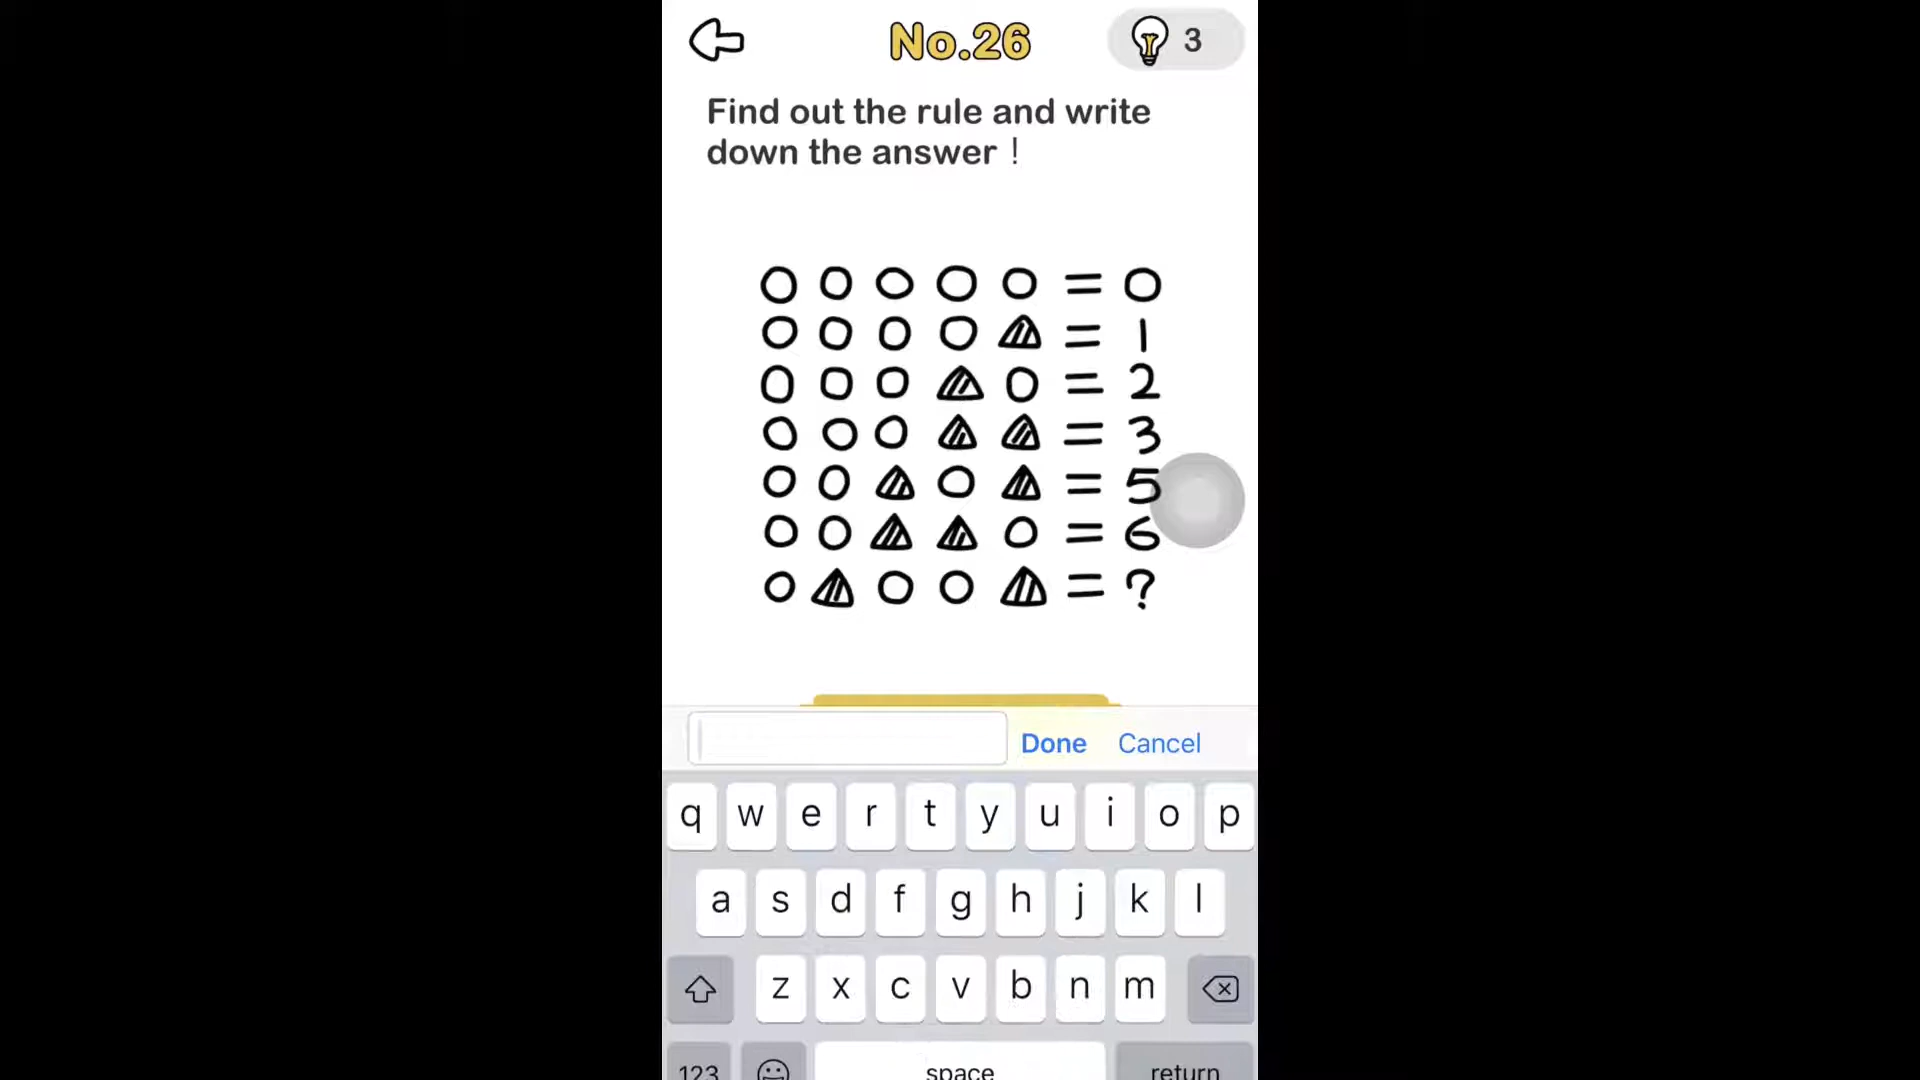 No.26
3
Find out the rule and write
down the answer !
○ ○ ○ ○ ○ = 0
○ ○ ○ ○ △ = 1
○ ○ ○ △ ○ = 2
○ ○ ○ △ △ = 3
○ ○ △ ○ △ = 5
○ ○ △ △ ○ = 6
○ △ ○ ○ △ = ?
Done Cancel
q w e r t y u i o p
a s d f g h j k l
z x c v b n m
123 space return